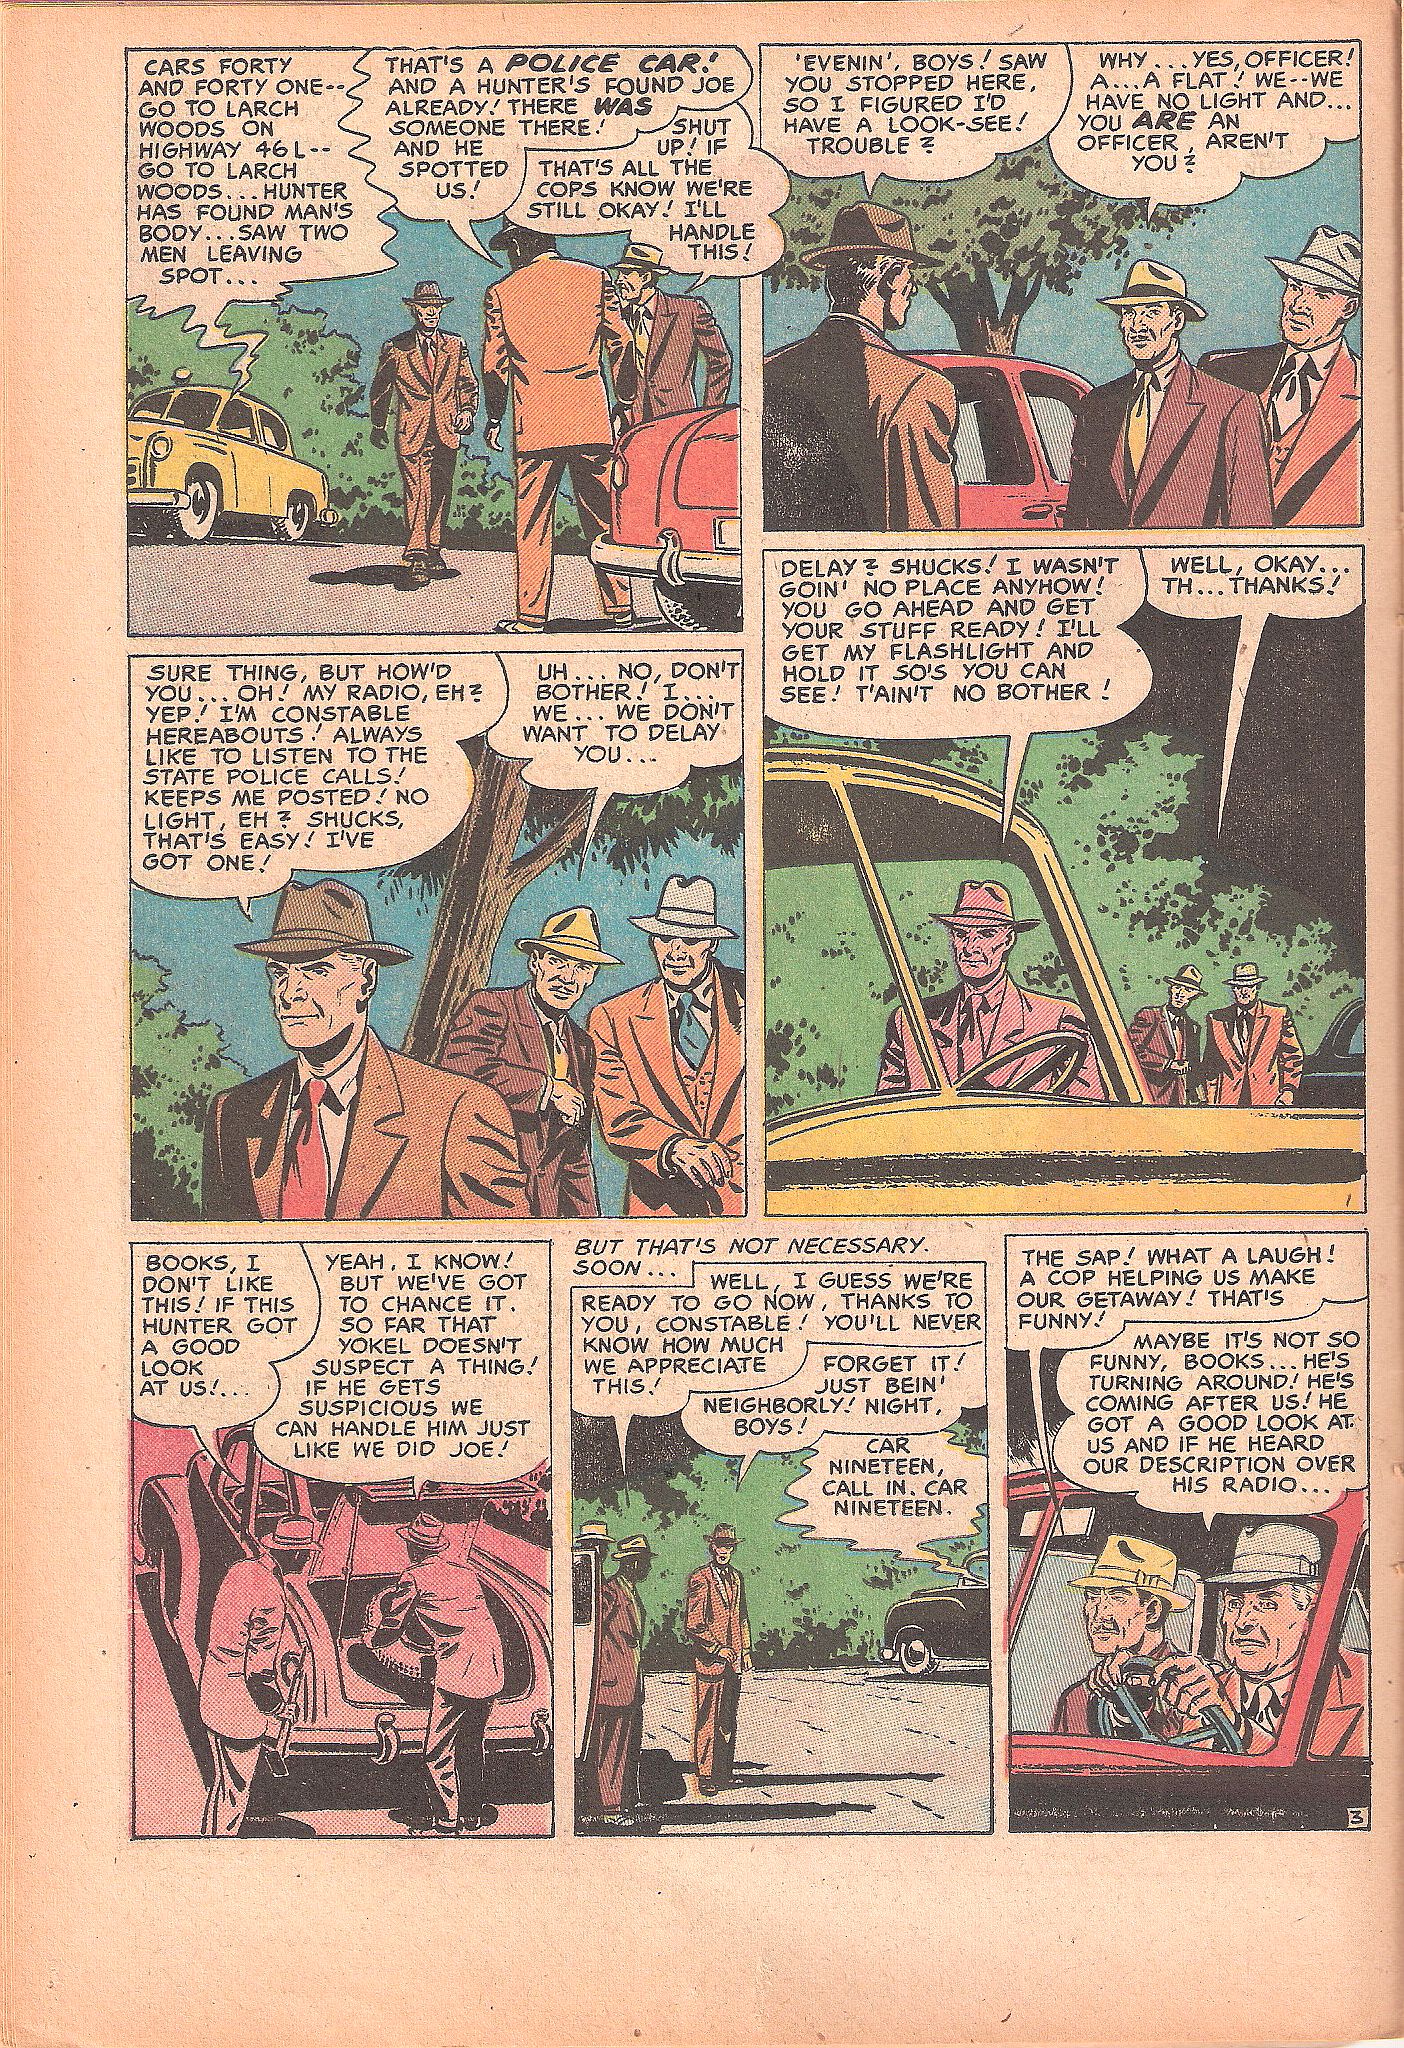 CARS FORTY
AND FORTY ONE--
GO TO LARCH
WOODS ON
HIGHWAY 46L--
GO TO LARCH
WOODS...HUNTER
HAS FOUND MAN'S
BODY...SAW TWO
MEN LEAVING
SPOT...
THAT'S A POLICE CAR!
AND A HUNTER'S FOUND JOE
ALREADY! THERE WAS
SOMEONE THERE!
AND HE
SPOTTED
US!
SHUT
UP! IF
THAT'S ALL THE
COPS KNOW WE'RE
STILL OKAY! I'LL
HANDLE
THIS!
'EVENIN', BOYS! SAW
YOU STOPPED HERE,
SO I FIGURED I'D
HAVE A LOOK-SEE!
TROUBLE?
WHY...YES, OFFICER!
A...A FLAT! WE--WE
HAVE NO LIGHT AND...
YOU ARE AN
OFFICER, AREN'T
YOU?
SURE THING, BUT HOW'D
YOU...OH! MY RADIO, EH?
YEP! I'M CONSTABLE
HEREABOUTS! ALWAYS
LIKE TO LISTEN TO THE
STATE POLICE CALLS!
KEEPS ME POSTED! NO
LIGHT, EH? SHUCKS,
THAT'S EASY! I'VE
GOT ONE!
UH... NO, DON'T
BOTHER! I...
WE... WE DON'T
WANT TO DELAY
YOU...
DELAY? SHUCKS! I WASN'T
GOIN' NO PLACE ANYHOW!
YOU GO AHEAD AND GET
YOUR STUFF READY! I'LL
GET MY FLASHLIGHT AND
HOLD IT SO'S YOU CAN
SEE! T'AIN'T NO BOTHER!
WELL, OKAY...
TH...THANKS!
BOOKS, I
DON'T LIKE
THIS! IF THIS
HUNTER GOT
A GOOD
LOOK
AT US!...
YEAH, I KNOW!
BUT WE'VE GOT
TO CHANCE IT.
SO FAR THAT
YOKEL DOESN'T
SUSPECT A THING!
IF HE GETS
SUSPICIOUS WE
CAN HANDLE HIM JUST
LIKE WE DID JOE!
BUT THAT'S NOT NECESSARY.
SOON...
WELL, I GUESS WE'RE
READY TO GO NOW, THANKS TO
YOU, CONSTABLE! YOU'LL NEVER
KNOW HOW MUCH
WE APPRECIATE
THIS!
FORGET IT!
JUST BEIN'
NEIGHBORLY! NIGHT,
BOYS!
CAR
NINETEEN,
CALL IN. CAR
NINETEEN.
THE SAP! WHAT A LAUGH!
A COP HELPING US MAKE
OUR GETAWAY! THAT'S
FUNNY!
MAYBE IT'S NOT SO
FUNNY, BOOKS...HE'S
TURNING AROUND! HE'S
COMING AFTER US! HE
GOT A GOOD LOOK AT
US AND IF HE HEARD
OUR DESCRIPTION OVER
HIS RADIO...
3